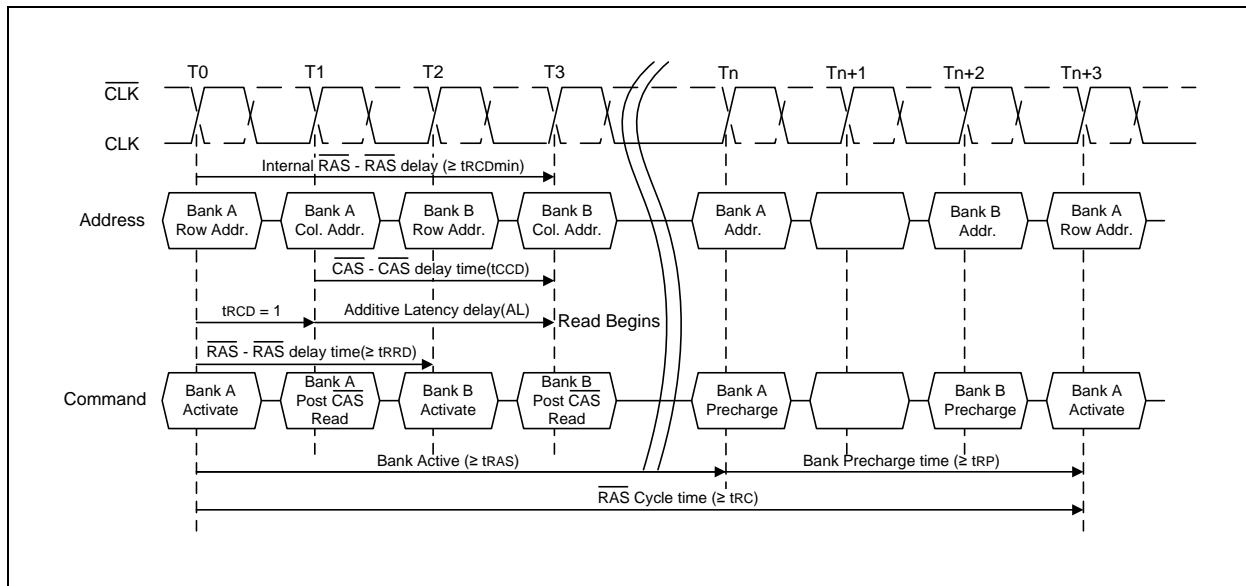 T0 T1 T2 T3 Tn Tn+1 Tn+2 Tn+3
CLK
CLK
Internal RAS - RAS delay (≥ tRCDmin)
Address
Bank A
Row Addr.
Bank A
Col. Addr.
Bank B
Row Addr.
Bank B
Col. Addr.
Bank A
Addr.
Bank B
Addr.
Bank A
Row Addr.
CAS - CAS delay time(tCCD)
tRCD = 1
Additive Latency delay(AL)
Read Begins
RAS - RAS delay time(≥ tRRD)
Command
Bank A
Activate
Bank A
Post CAS
Read
Bank B
Activate
Bank B
Post CAS
Read
Bank A
Precharge
Bank B
Precharge
Bank A
Activate
Bank Active (≥ tRAS)
Bank Precharge time (≥ tRP)
RAS Cycle time (≥ tRC)